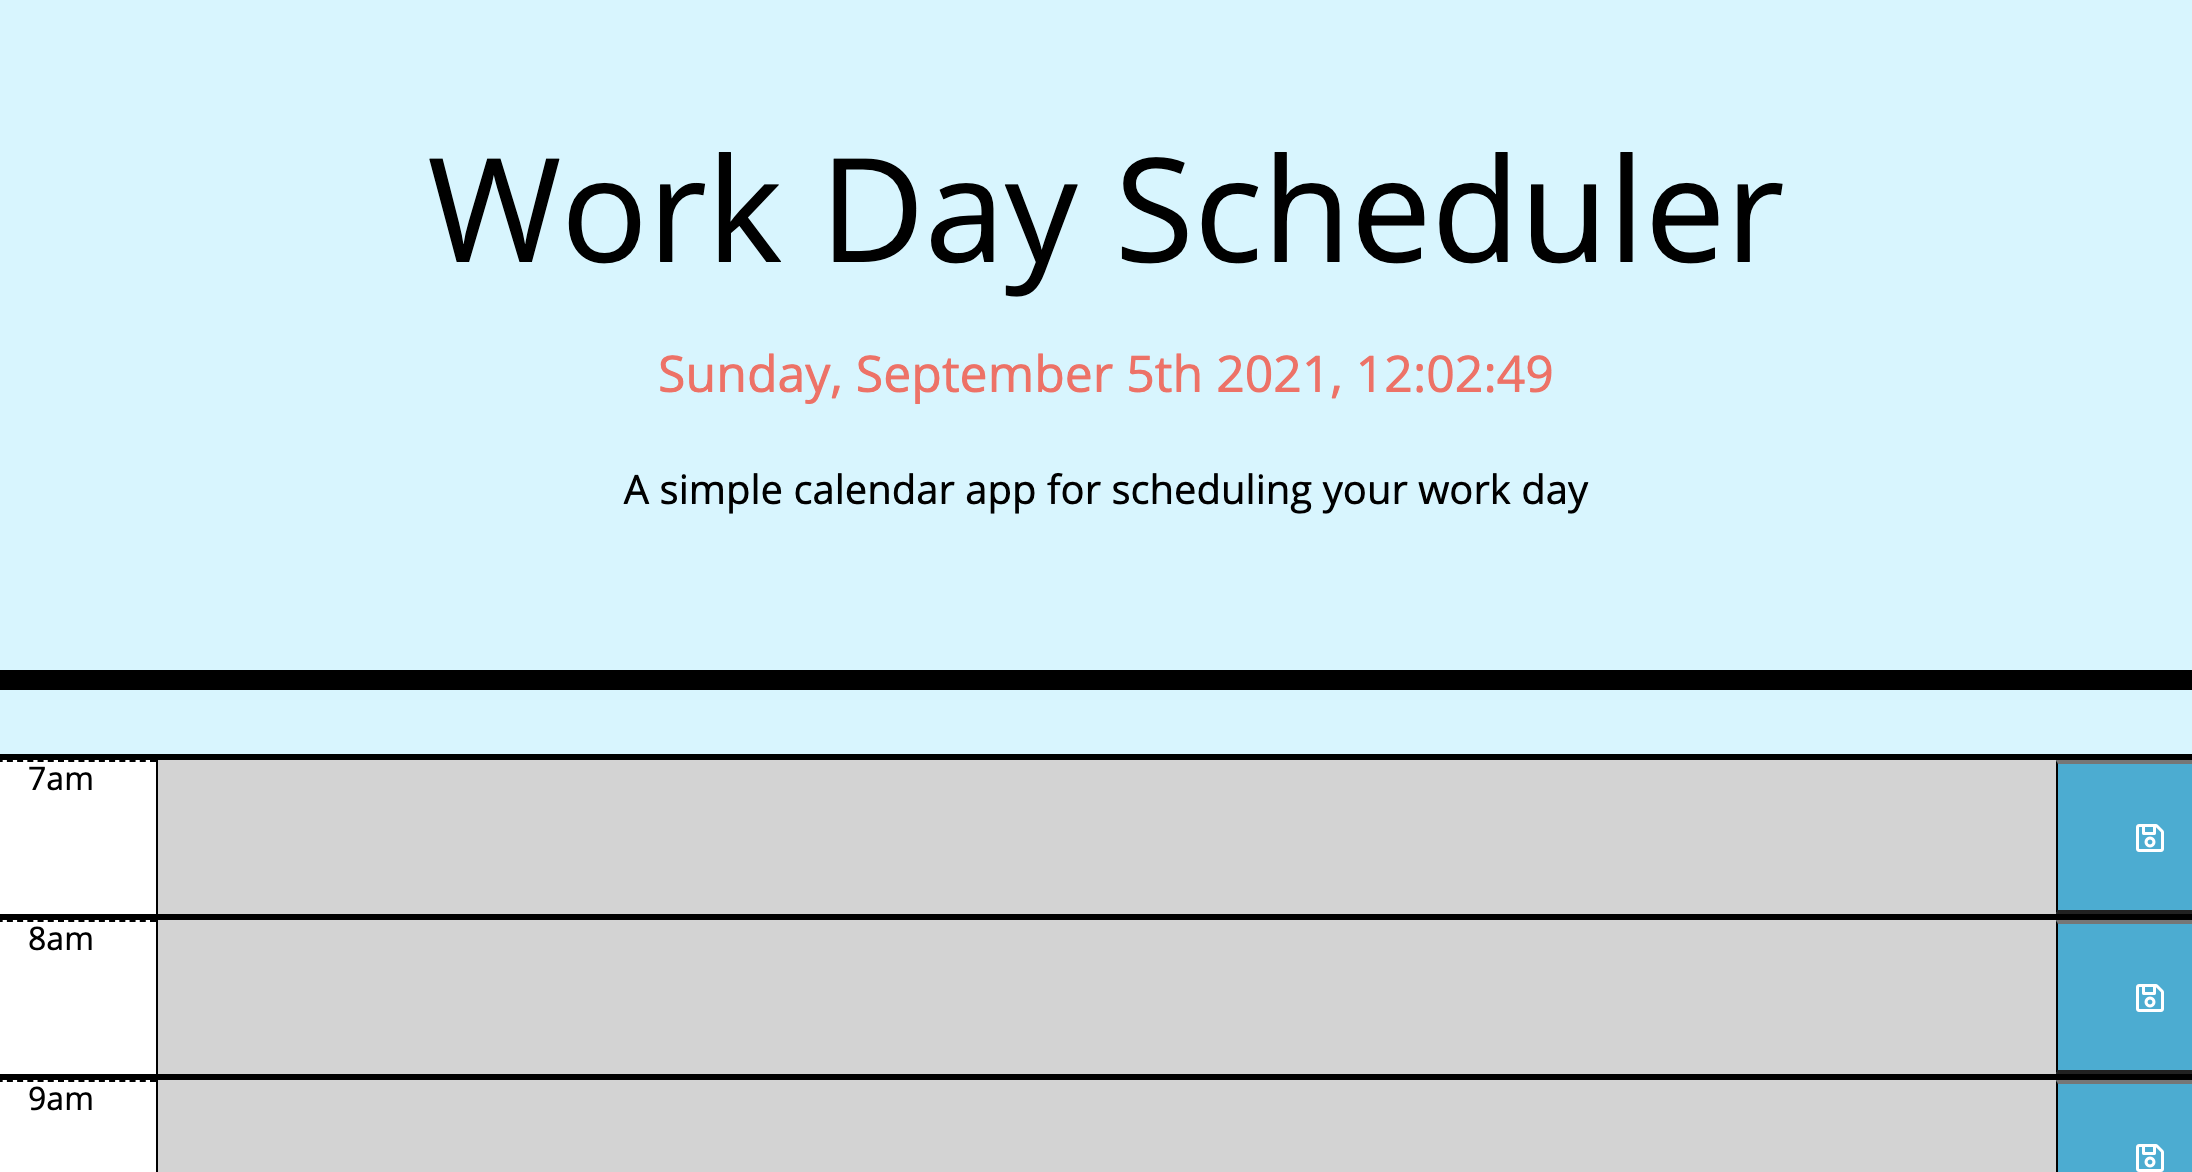 Work Day Scheduler
Sunday, September 5th 2021, 12:02:49
A simple calendar app for scheduling your work day
7am
8am
9am